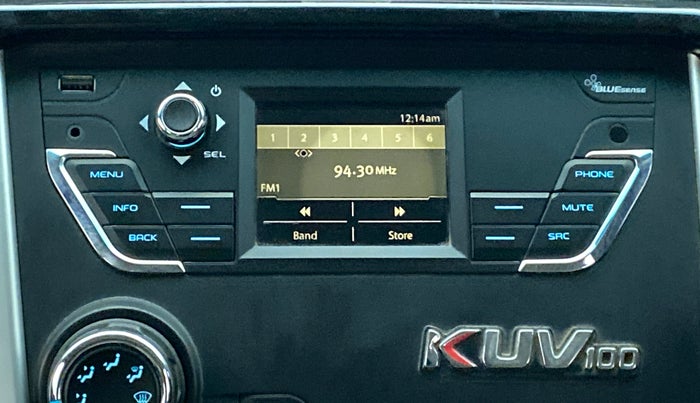 BLUEsense
SEL
12:14am
1 2 3 4 5 6
94.30 MHz
FM1
Band Store
MENU
INFO
BACK
PHONE
MUTE
SRC
KUV100